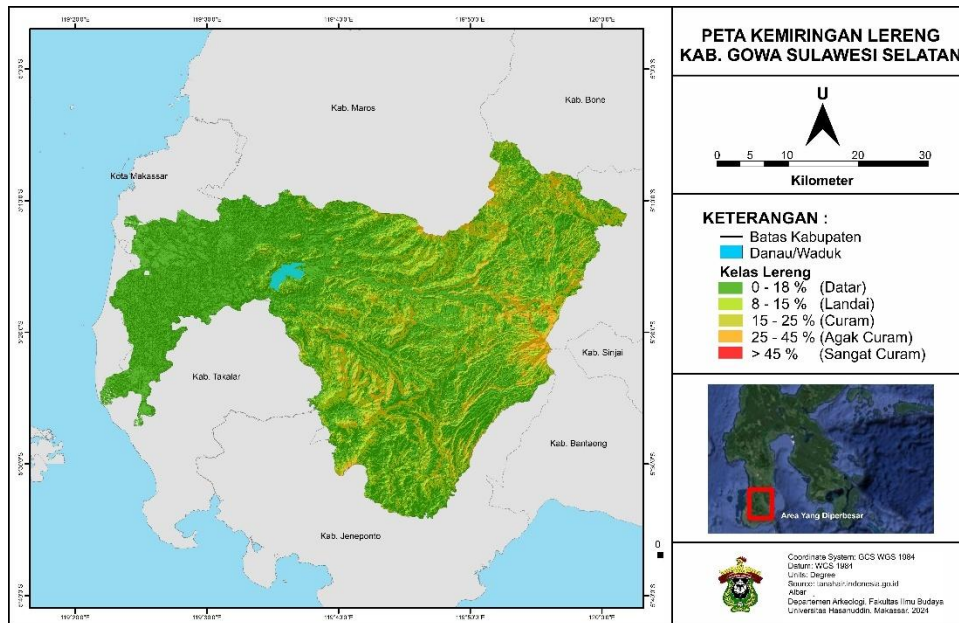 PETA KEMIRINGAN LERENG
KAB. GOWA SULAWESI SELATAN
U
0 5 10 20 30
Kilometer
KETERANGAN :
Batas Kabupaten
Danau/Waduk
Kelas Lereng
0 - 18 % (Datar)
8 - 15 % (Landai)
15 - 25 % (Curam)
25 - 45 % (Agak Curam)
> 45 % (Sangat Curam)
Area Yang Diperbesar
Coordinate System: GCS WGS 1984
Datum: WGS 1984
Units: Degree
Source: tanahair.indonesia.go.id
Albar
Departemen Arkeologi, Fakultas Ilmu Budaya
Universitas Hasanuddin, Makassar, 2024
Kab. Maros
Kab. Bone
Kota Makassar
Kab. Sinjai
Kab. Takalar
Kab. Bantaeng
Kab. Jeneponto
0